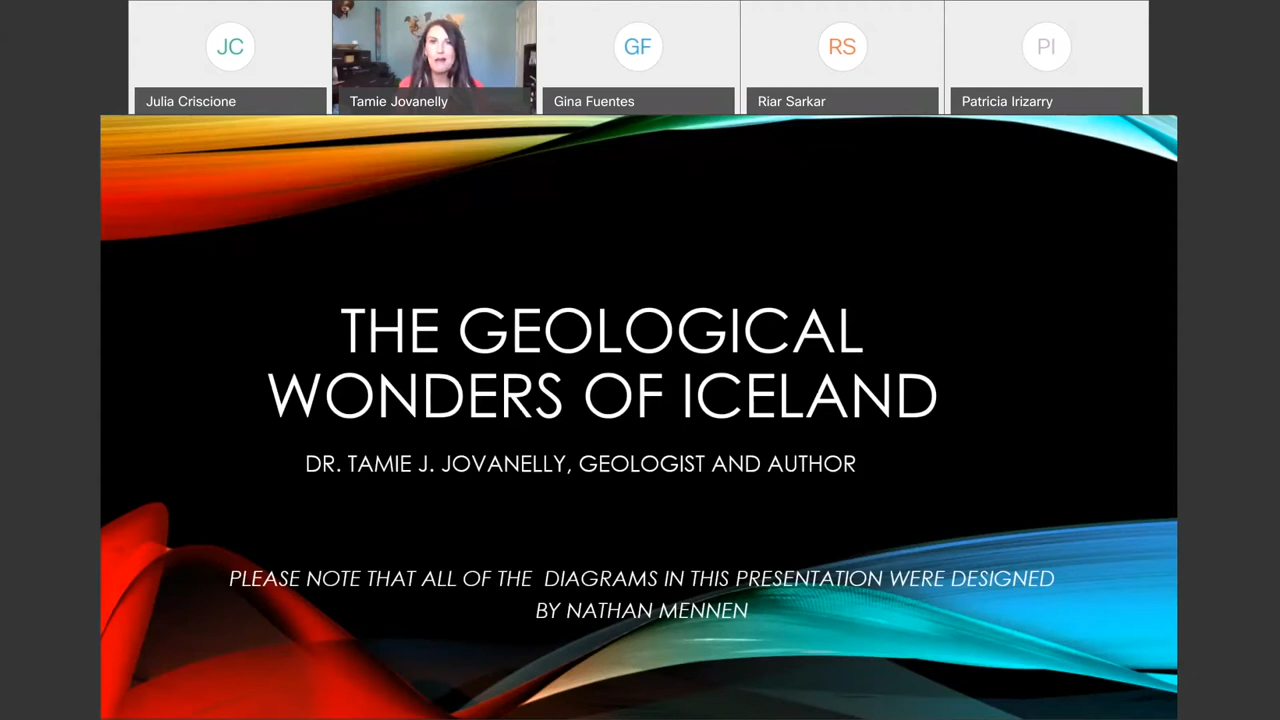 JC
GF
RS
PI
Julia Criscione
Tamie Jovanelly
Gina Fuentes
Riar Sarkar
Patricia Irizarry
THE GEOLOGICAL
WONDERS OF ICELAND
DR. TAMIE J. JOVANELLY, GEOLOGIST AND AUTHOR
PLEASE NOTE THAT ALL OF THE DIAGRAMS IN THIS PRESENTATION WERE DESIGNED
BY NATHAN MENNEN